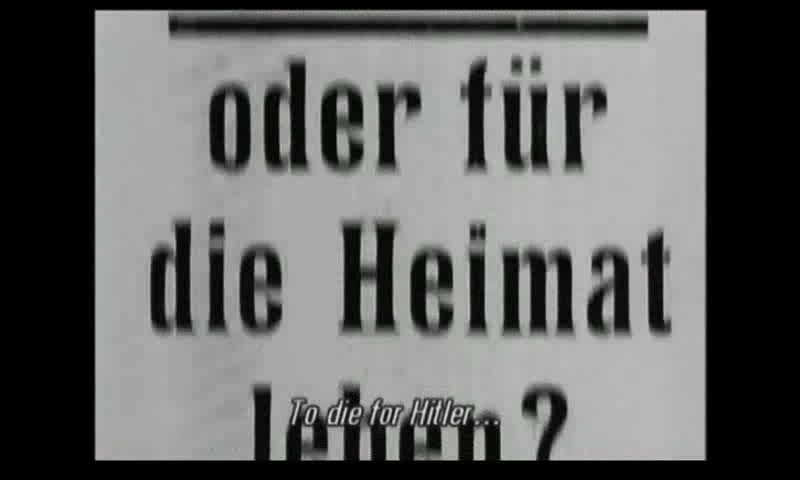 oder für
die Heimat
leben?
To die for Hitler...